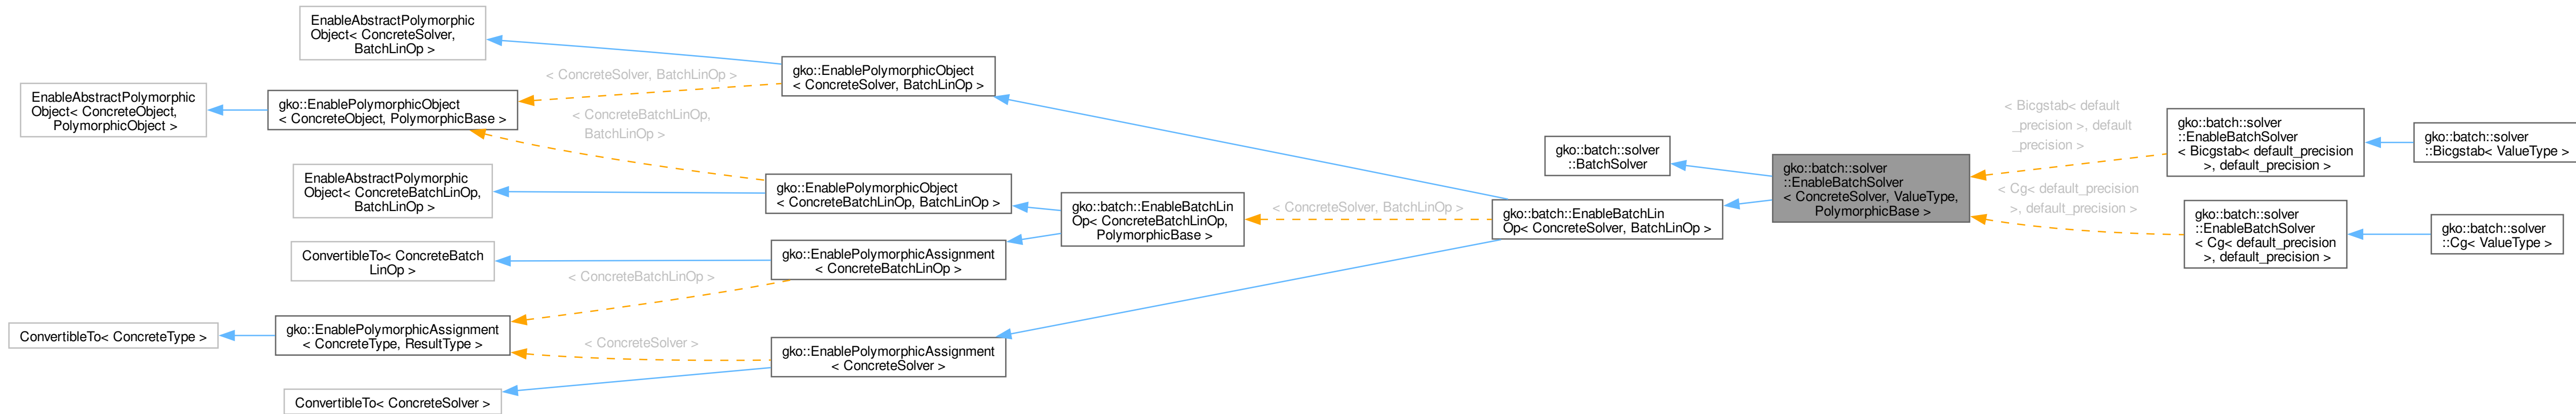 EnableAbstractPolymorphic
Object< ConcreteObject,
PolymorphicObject >
ConvertibleTo< ConcreteType >
EnableAbstractPolymorphic
Object< ConcreteSolver,
BatchLinOp >
gko::EnablePolymorphicObject
< ConcreteObject, PolymorphicBase >
EnableAbstractPolymorphic
Object< ConcreteBatchLinOp,
BatchLinOp >
ConvertibleTo< ConcreteBatch
LinOp >
gko::EnablePolymorphicAssignment
< ConcreteType, ResultType >
ConvertibleTo< ConcreteSolver >
< ConcreteSolver, BatchLinOp >
< ConcreteBatchLinOp,
BatchLinOp >
< ConcreteBatchLinOp >
< ConcreteSolver >
gko::EnablePolymorphicObject
< ConcreteSolver, BatchLinOp >
gko::EnablePolymorphicObject
< ConcreteBatchLinOp, BatchLinOp >
gko::EnablePolymorphicAssignment
< ConcreteBatchLinOp >
gko::EnablePolymorphicAssignment
< ConcreteSolver >
gko::batch::EnableBatchLin
Op< ConcreteBatchLinOp,
PolymorphicBase >
< ConcreteSolver, BatchLinOp >
gko::batch::solver
::BatchSolver
gko::batch::EnableBatchLin
Op< ConcreteSolver, BatchLinOp >
gko::batch::solver
::EnableBatchSolver
< ConcreteSolver, ValueType,
PolymorphicBase >
< Bicgstab< default
_precision >, default
_precision >
< Cg< default_precision
>, default_precision >
gko::batch::solver
::EnableBatchSolver
< Bicgstab< default_precision
>, default_precision >
gko::batch::solver
::EnableBatchSolver
< Cg< default_precision
>, default_precision >
gko::batch::solver
::Bicgstab< ValueType >
gko::batch::solver
::Cg< ValueType >